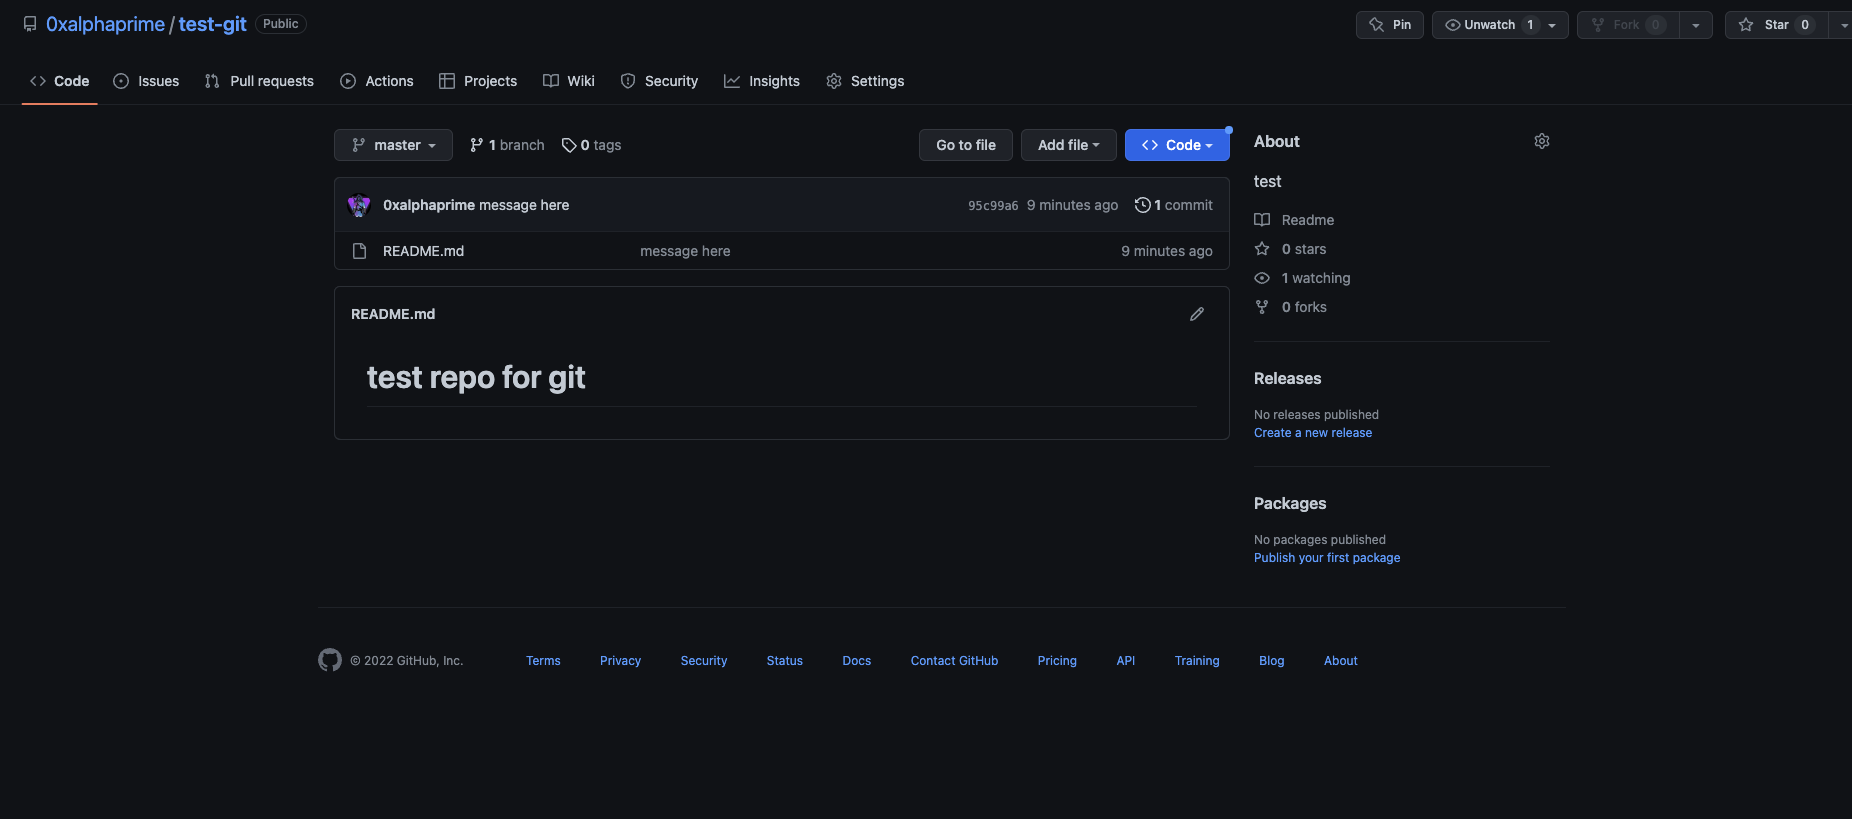 0xalphaprime / test-git Public Pin Unwatch 1 Fork 0 Star 0
Code Issues Pull requests Actions Projects Wiki Security Insights Settings
master 1 branch 0 tags Go to file Add file Code
0xalphaprime message here 95c99a6 9 minutes ago 1 commit
README.md message here 9 minutes ago
README.md
test repo for git
About
test
Readme
0 stars
1 watching
0 forks
Releases
No releases published
Create a new release
Packages
No packages published
Publish your first package
© 2022 GitHub, Inc. Terms Privacy Security Status Docs Contact GitHub Pricing API Training Blog About